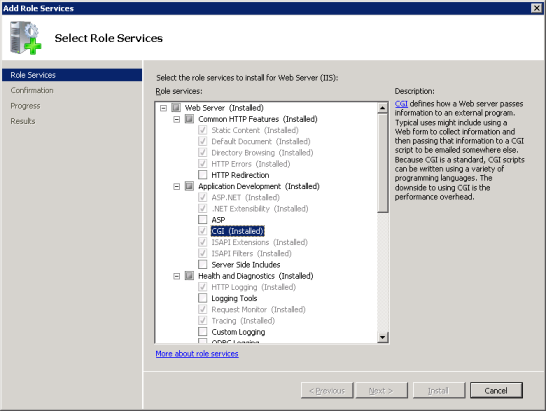 Add Role Services
Select Role Services
Role Services
Confirmation
Progress
Results
Select the role services to install for Web Server (IIS):
Role services:
Web Server (Installed)
Common HTTP Features (Installed)
Static Content (Installed)
Default Document (Installed)
Directory Browsing (Installed)
HTTP Errors (Installed)
HTTP Redirection
Application Development (Installed)
ASP.NET (Installed)
.NET Extensibility (Installed)
ASP
CGI (Installed)
ISAPI Extensions (Installed)
ISAPI Filters (Installed)
Server Side Includes
Health and Diagnostics (Installed)
HTTP Logging (Installed)
Logging Tools
Request Monitor (Installed)
Tracing (Installed)
Custom Logging
ODBC Logging
More about role services
Description:
CGI defines how a Web server passes
information to an external program.
Typical uses might include using a
Web form to collect information and
then passing that information to a CGI
script to be emailed somewhere else.
Because CGI is a standard, CGI scripts
can be written using a variety of
programming languages. The
downside to using CGI is the
performance overhead.
< Previous
Next >
Install
Cancel